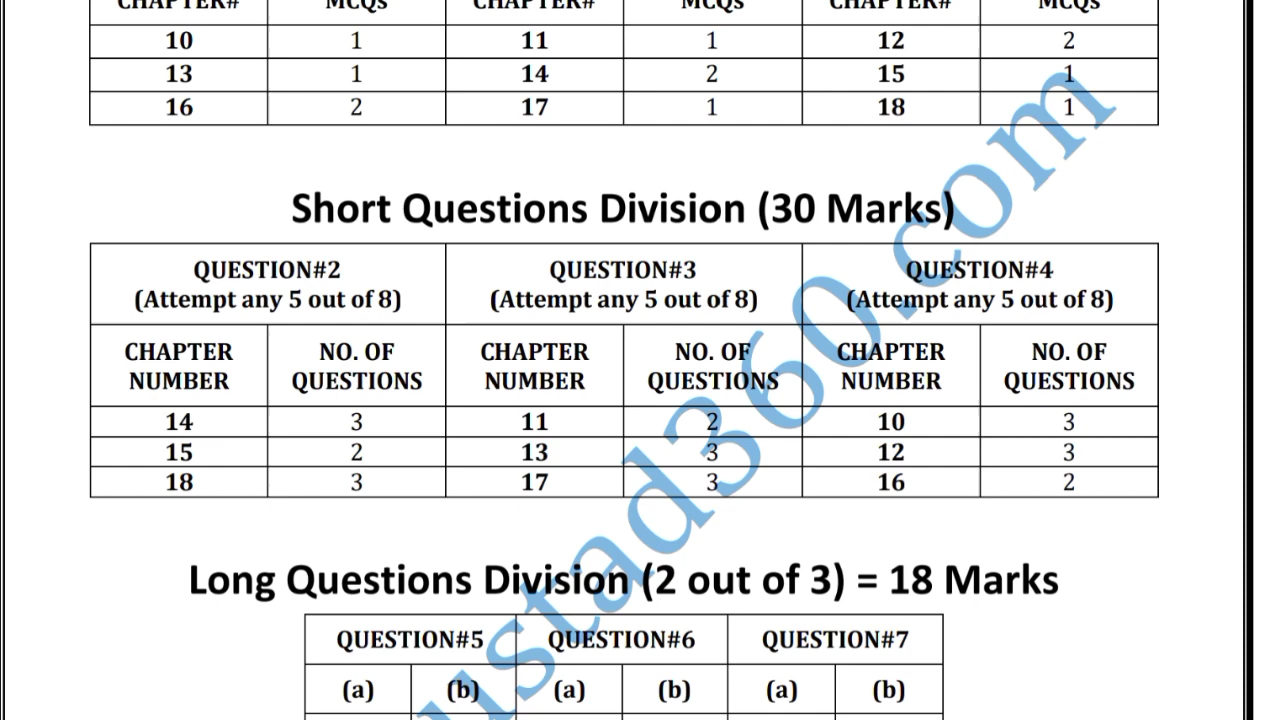 CHAPTER# MCQs CHAPTER# MCQs CHAPTER# MCQs
10 1 11 1 12 2
13 1 14 2 15 1
16 2 17 1 18 1
Short Questions Division (30 Marks)
QUESTION#2 QUESTION#3 QUESTION#4
(Attempt any 5 out of 8) (Attempt any 5 out of 8) (Attempt any 5 out of 8)
CHAPTER NO. OF CHAPTER NO. OF CHAPTER NO. OF
NUMBER QUESTIONS NUMBER QUESTIONS NUMBER QUESTIONS
14 3 11 2 10 3
15 2 13 3 12 3
18 3 17 3 16 2
Long Questions Division (2 out of 3) = 18 Marks
QUESTION#5 QUESTION#6 QUESTION#7
(a) (b) (a) (b) (a) (b)
ustad360.com